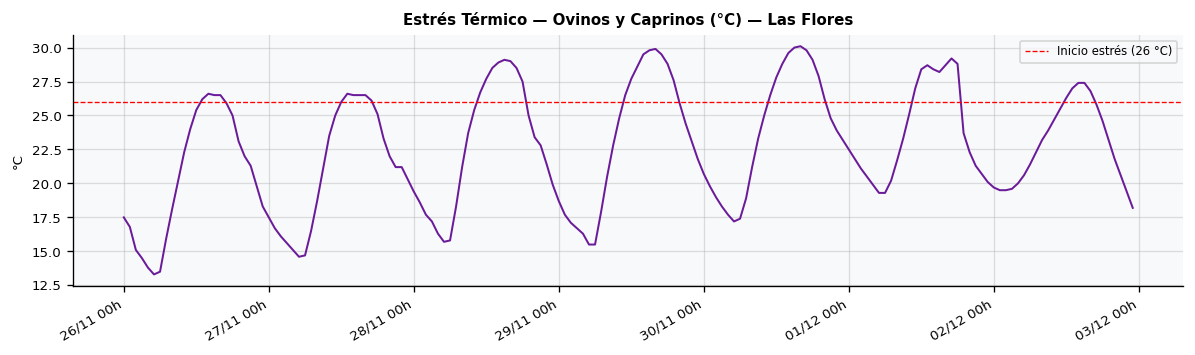 Estrés Térmico — Ovinos y Caprinos (°C) — Las Flores
Inicio estrés (26 °C)
°C
30.0
27.5
25.0
22.5
20.0
17.5
15.0
12.5
26/11 00h
27/11 00h
28/11 00h
29/11 00h
30/11 00h
01/12 00h
02/12 00h
03/12 00h